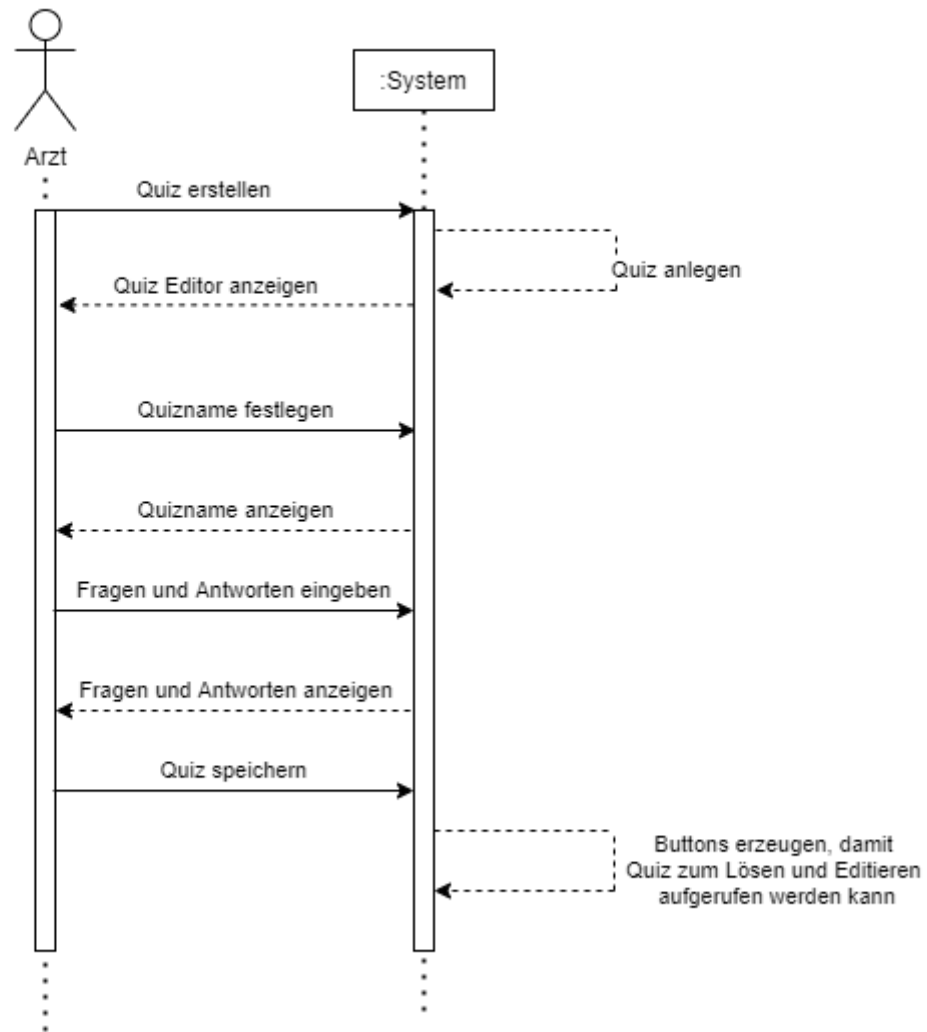 :System
Arzt
Quiz erstellen
Quiz anlegen
Quiz Editor anzeigen
Quizname festlegen
Quizname anzeigen
Fragen und Antworten eingeben
Fragen und Antworten anzeigen
Quiz speichern
Buttons erzeugen, damit
Quiz zum Lösen und Editieren
aufgerufen werden kann